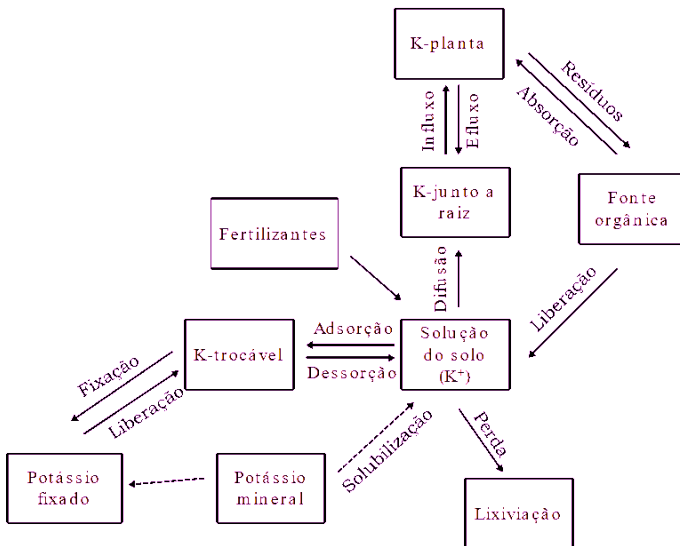 K-planta
Resíduos
Absorção
Influxo
Efluxo
K-junto a
raiz
Fonte
orgânica
Fertilizantes
Difusão
Liberação
Adsorção
Solução
do solo
(K⁺)
K-trocável
Dessorção
Fixação
Liberação
Solubilização
Perda
Potássio
fixado
Potássio
mineral
Lixiviação